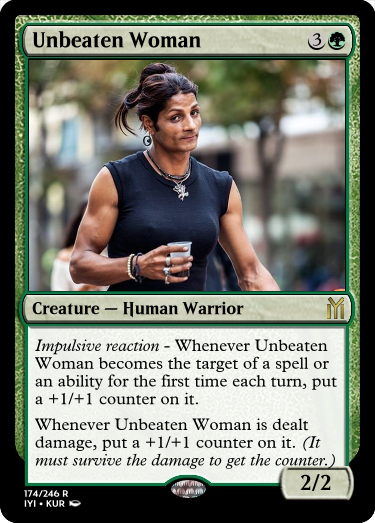 Unbeaten Woman 3
Creature — Human Warrior
Impulsive reaction - Whenever Unbeaten
Woman becomes the target of a spell or
an ability for the first time each turn, put
a +1/+1 counter on it.
Whenever Unbeaten Woman is dealt
damage, put a +1/+1 counter on it. (It
must survive the damage to get the counter.)
2/2
174/246 R
IYI • KUR